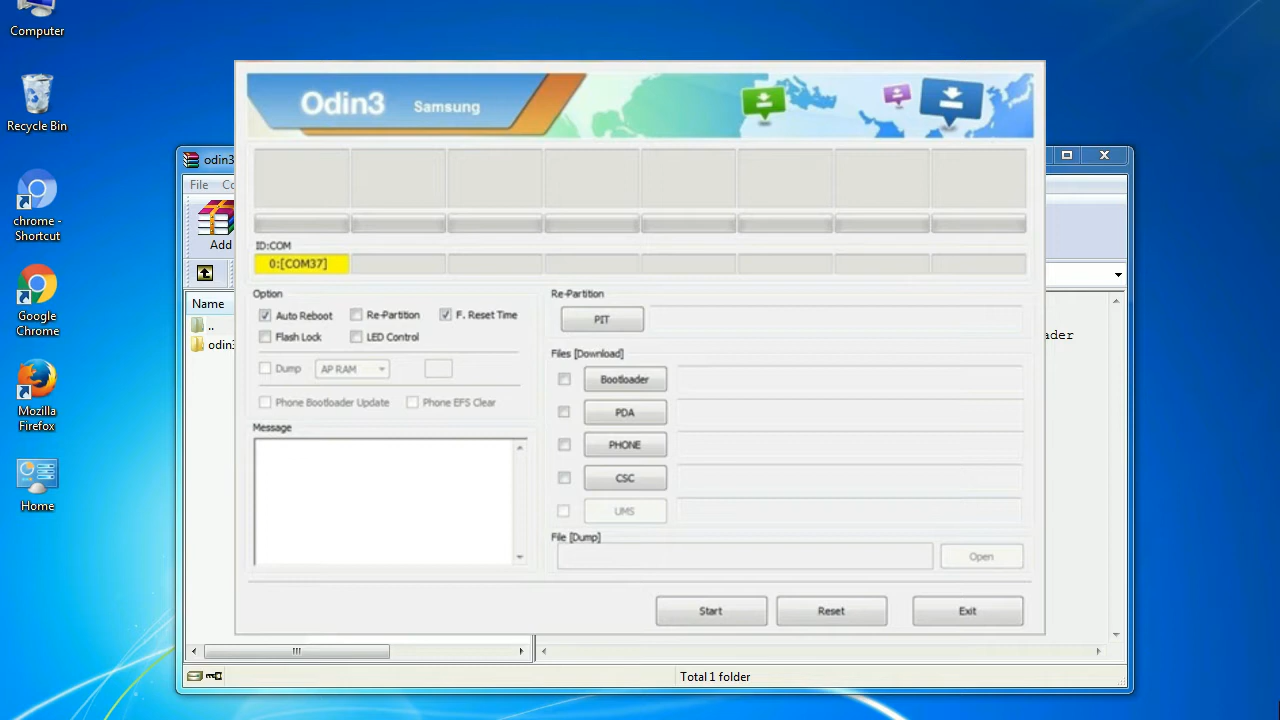 Computer
Recycle Bin
chrome -
Shortcut
Google
Chrome
Mozilla
Firefox
Home
odin3
File Co
Add
Name
..
odin3
ader
Total 1 folder
Odin3 Samsung
ID:COM
0:[COM37]
Option
Auto Reboot Re-Partition F. Reset Time
Flash Lock LED Control
Dump AP RAM
Phone Bootloader Update Phone EFS Clear
Message
Re-Partition
PIT
Files [Download]
Bootloader
PDA
PHONE
CSC
UMS
File [Dump]
Open
Start Reset Exit